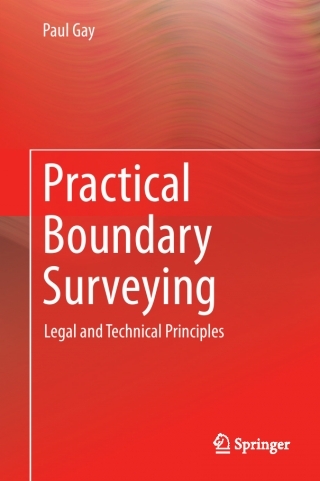 Paul Gay
Practical
Boundary
Surveying
Legal and Technical Principles
Springer